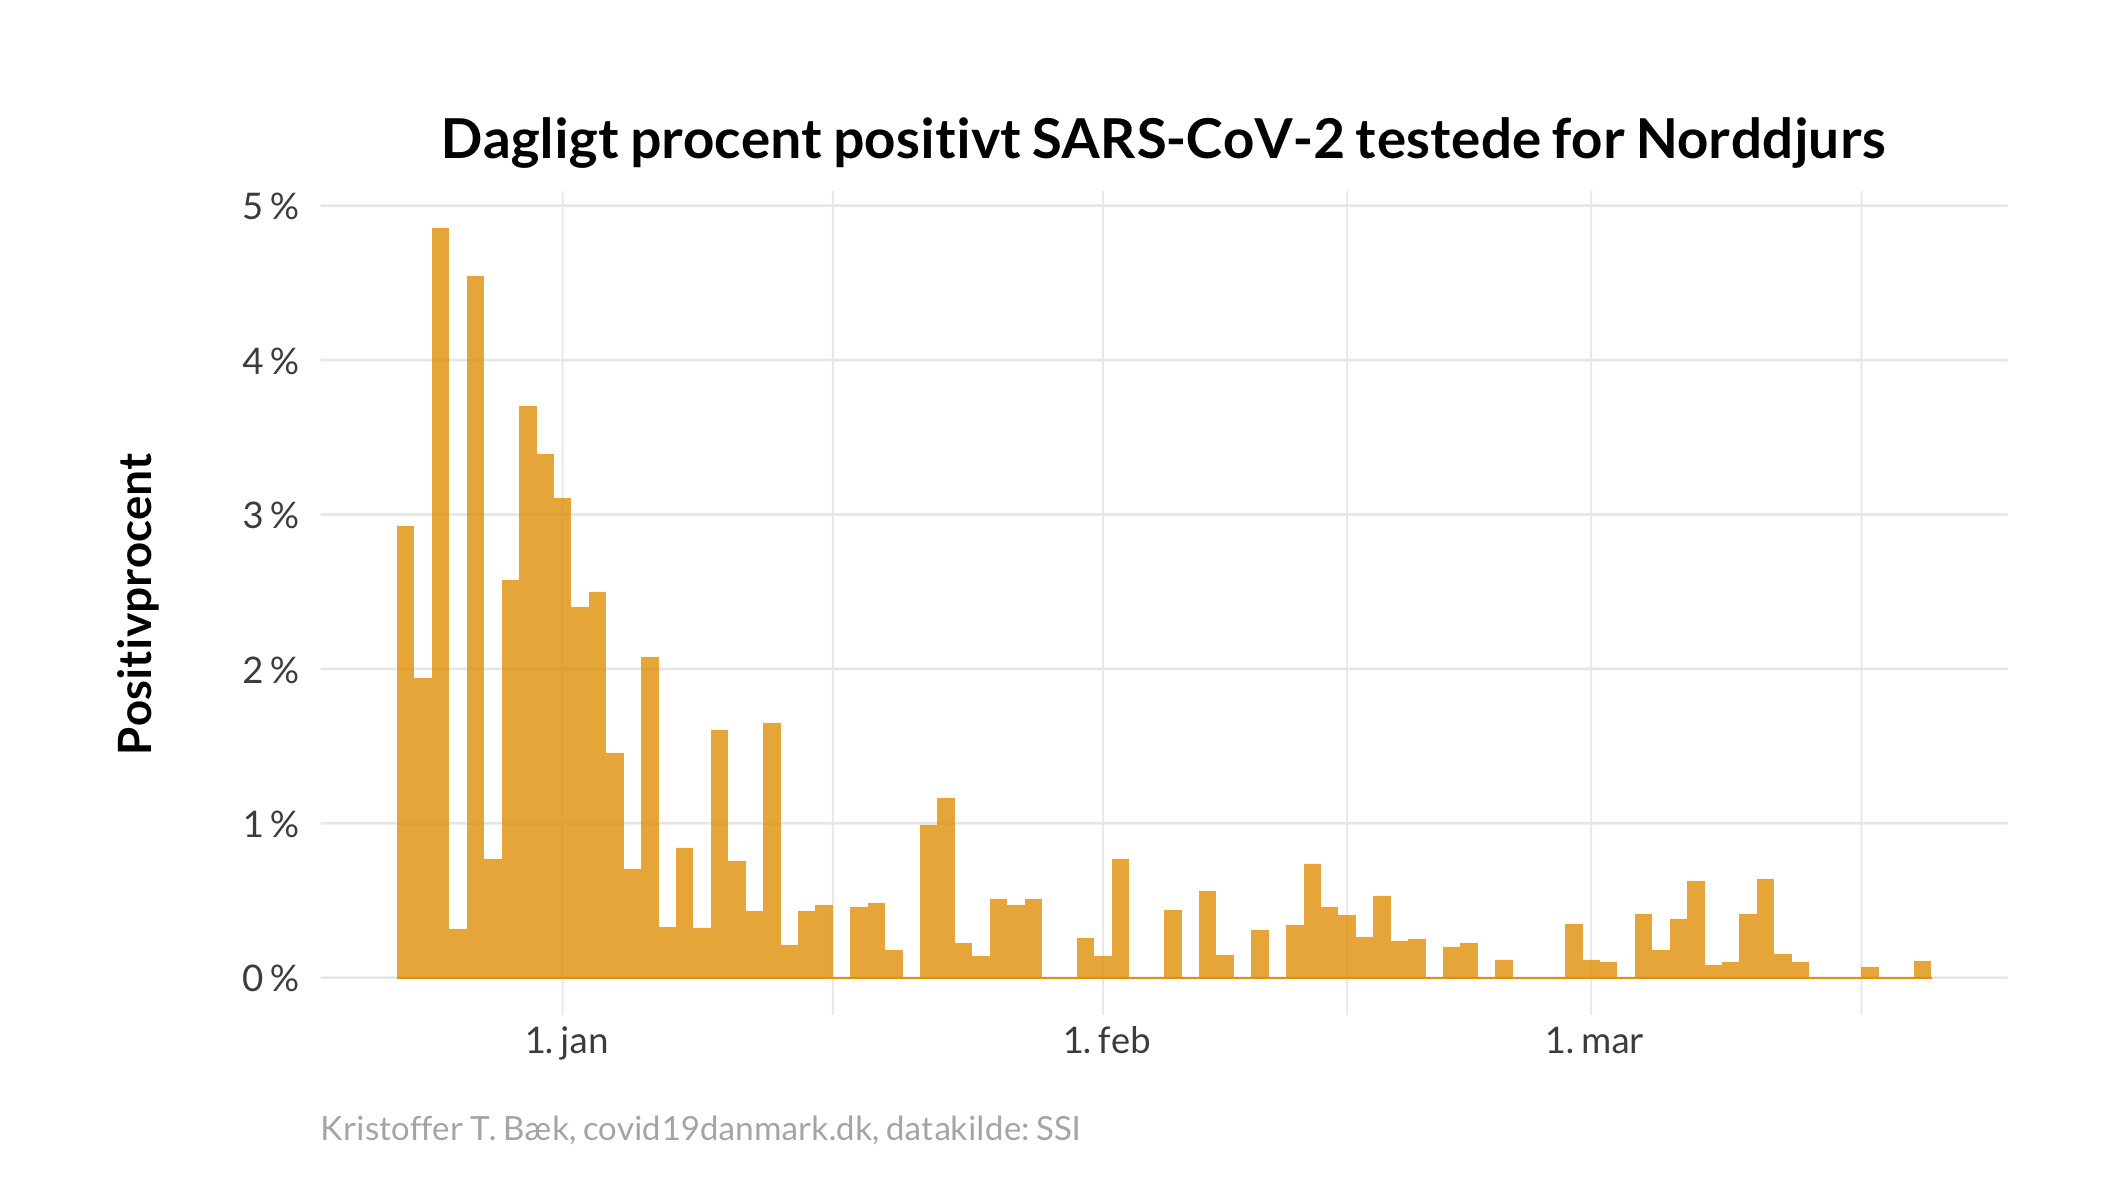 Dagligt procent positivt SARS-CoV-2 testede for Norddjurs
Positivprocent
5 %
4 %
3 %
2 %
1 %
0 %
1. jan
1. feb
1. mar
Kristoffer T. Bæk, covid19danmark.dk, datakilde: SSI